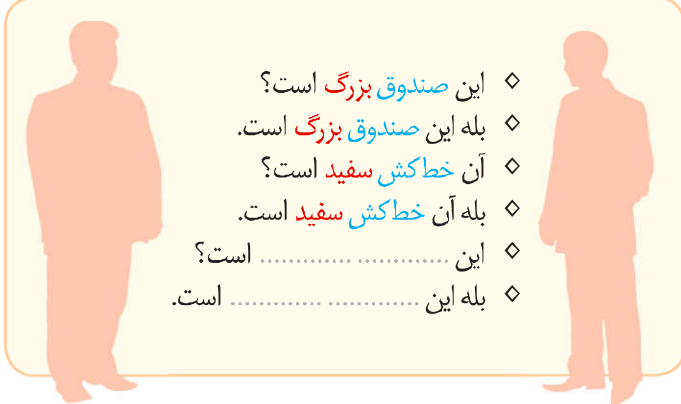 ◇ این صندوق بزرگ است؟
◇ بله این صندوق بزرگ است.
◇ آن خط‌کش سفید است؟
◇ بله آن خط‌کش سفید است.
◇ این ............. ............. است؟
◇ بله این ............. ............. است.